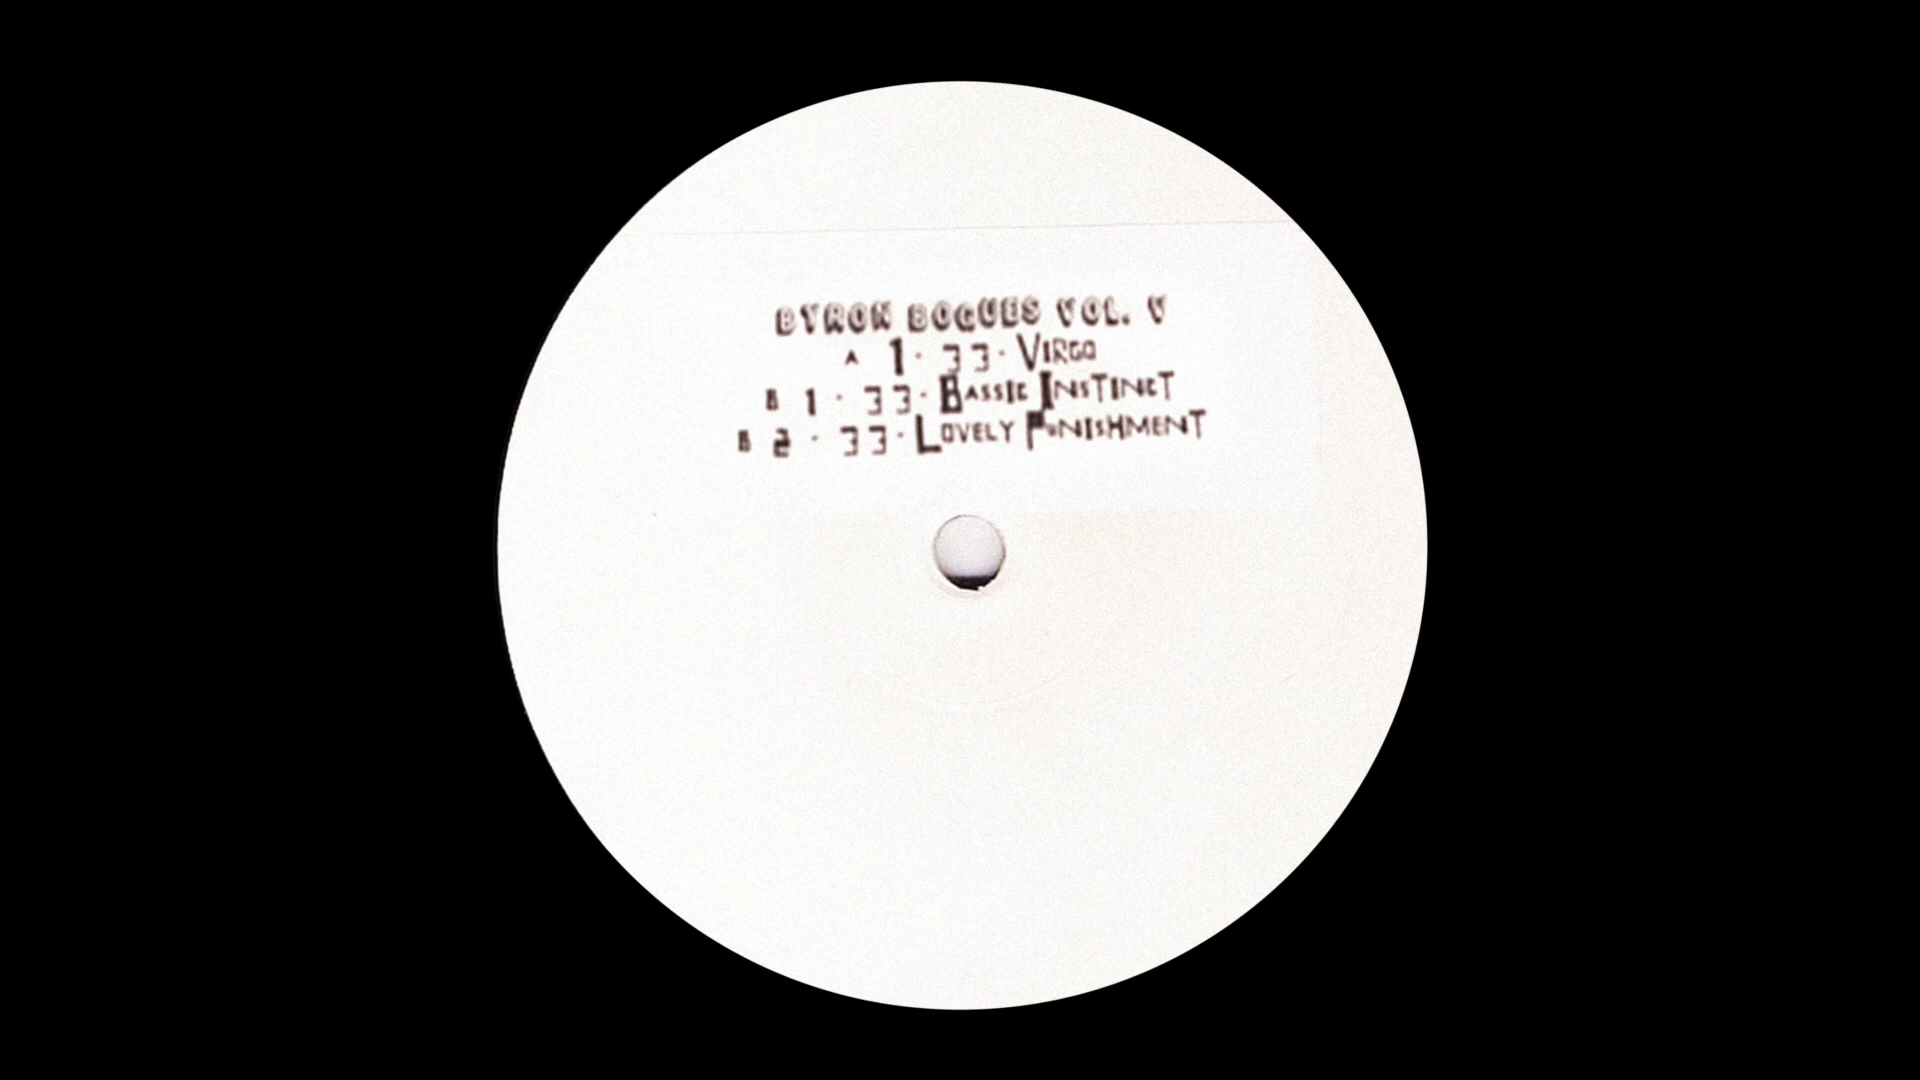 BYRON BOGUES VOL. V
A 1 · 33 · VIRGO
B 1 · 33 · BASSIC INSTINCT
B 2 · 33 · LOVELY PUNISHMENT